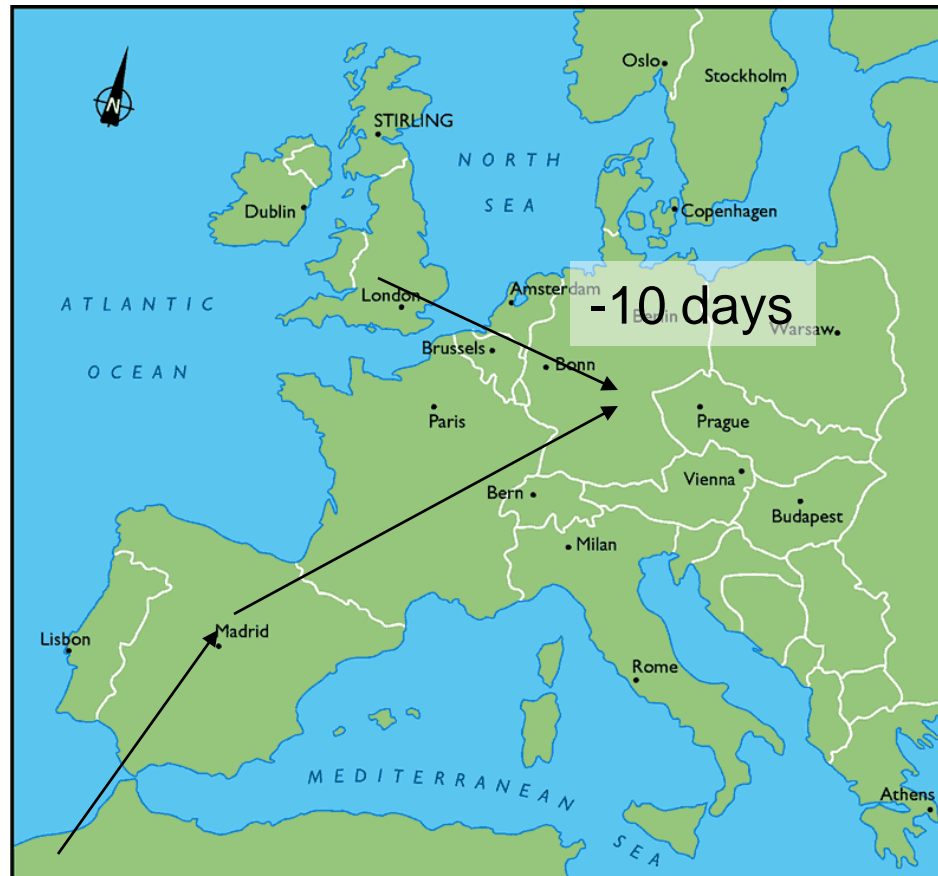 N
Oslo
Stockholm
STIRLING
NORTH
SEA
Dublin
Copenhagen
ATLANTIC
OCEAN
London
Amsterdam
-10 days
Berlin
Warsaw
Brussels
Bonn
Paris
Prague
Vienna
Bern
Budapest
Milan
Madrid
Lisbon
Rome
MEDITERRANEAN
SEA
Athens